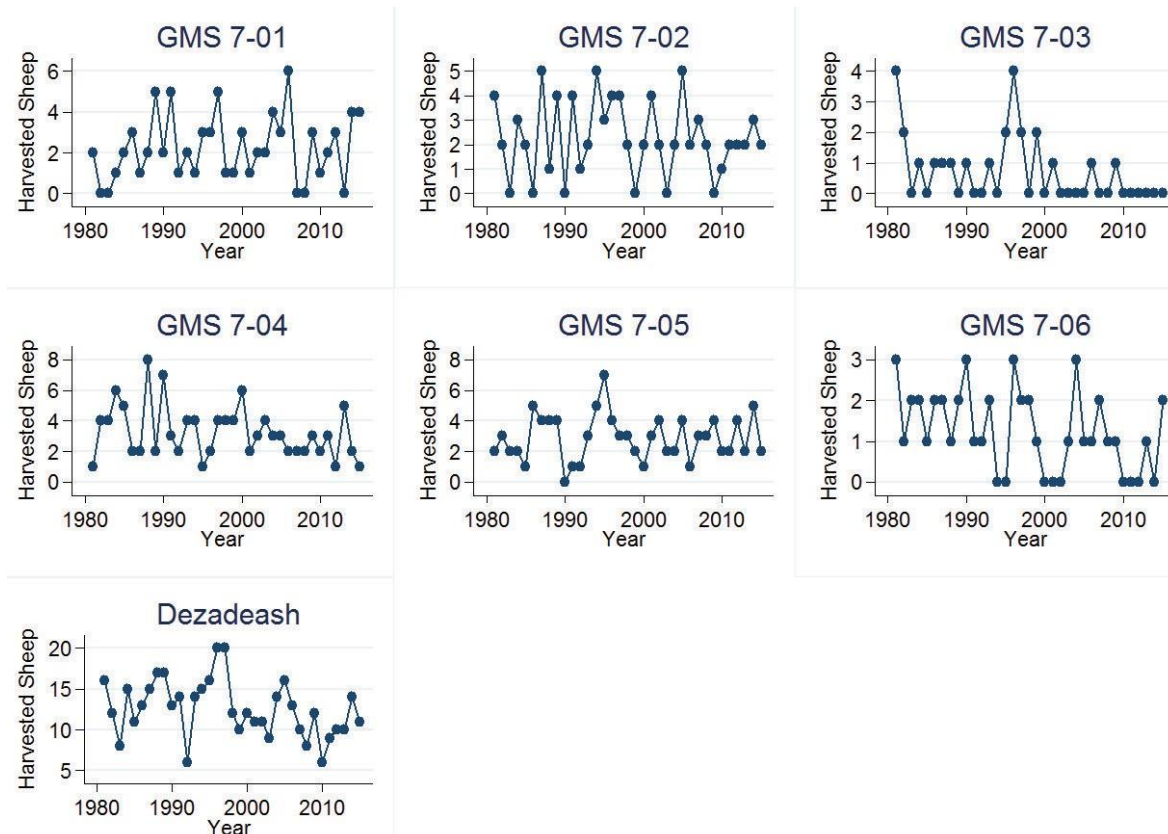 GMS 7-01
Harvested Sheep
6
4
2
0
1980 1990 2000 2010
Year
GMS 7-02
Harvested Sheep
5
4
3
2
1
0
1980 1990 2000 2010
Year
GMS 7-03
Harvested Sheep
4
3
2
1
0
1980 1990 2000 2010
Year
GMS 7-04
Harvested Sheep
8
6
4
2
0
1980 1990 2000 2010
Year
GMS 7-05
Harvested Sheep
8
6
4
2
0
1980 1990 2000 2010
Year
GMS 7-06
Harvested Sheep
3
2
1
0
1980 1990 2000 2010
Year
Dezadeash
Harvested Sheep
20
15
10
5
1980 1990 2000 2010
Year